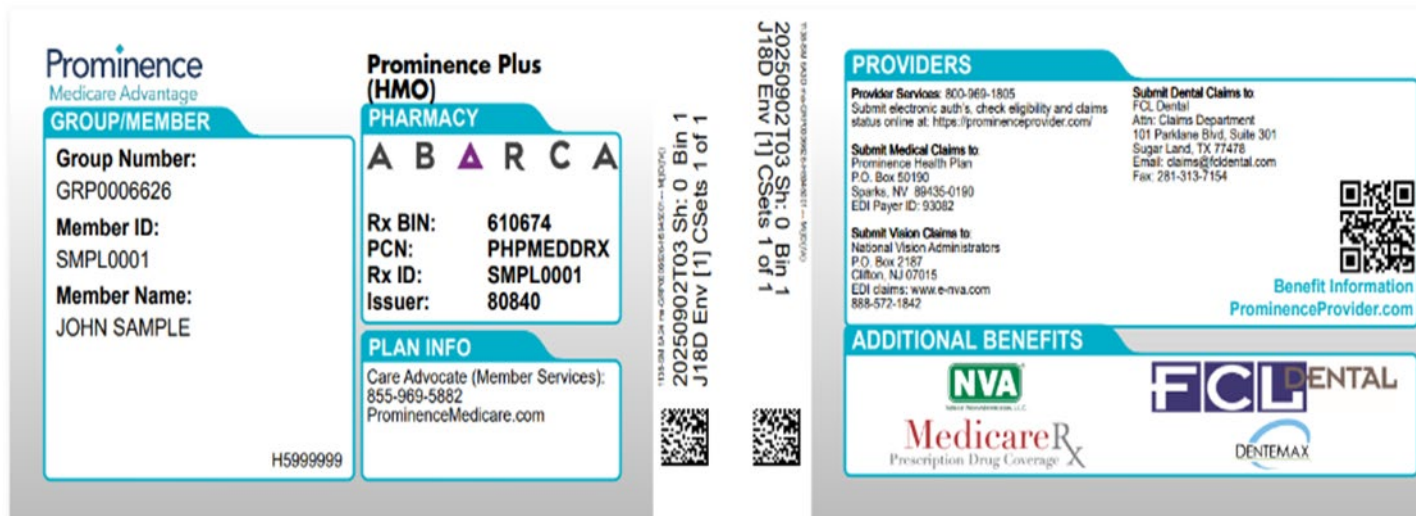 Prominence
Medicare Advantage
Prominence Plus
(HMO)
GROUP/MEMBER
Group Number:
GRP0006626
Member ID:
SMPL0001
Member Name:
JOHN SAMPLE
H5999999
PHARMACY
ABARCA
Rx BIN: 610674
PCN: PHPMEDDRX
Rx ID: SMPL0001
Issuer: 80840
PLAN INFO
Care Advocate (Member Services):
855-969-5882
ProminenceMedicare.com
20250902T03 Sh: 0 Bin 1
J18D Env [1] CSets 1 of 1
20250902T03 Sh: 0 Bin 1
J18D Env [1] CSets 1 of 1
PROVIDERS
Provider Services: 800-969-1805
Submit electronic auth's, check eligibility and claims
status online at: https://prominenceprovider.com/
Submit Medical Claims to:
Prominence Health Plan
P.O. Box 50190
Sparks, NV 89435-0190
EDI Payer ID: 93082
Submit Vision Claims to:
National Vision Administrators
P.O. Box 2187
Clifton, NJ 07015
EDI claims: www.e-nva.com
888-572-1842
Submit Dental Claims to:
FCL Dental
Attn: Claims Department
101 Parklane Blvd, Suite 301
Sugar Land, TX 77478
Email: claims@fcldental.com
Fax: 281-313-7154
Benefit Information
ProminenceProvider.com
ADDITIONAL BENEFITS
NVA
FCL DENTAL
MedicareRx
Prescription Drug Coverage
DENTEMAX